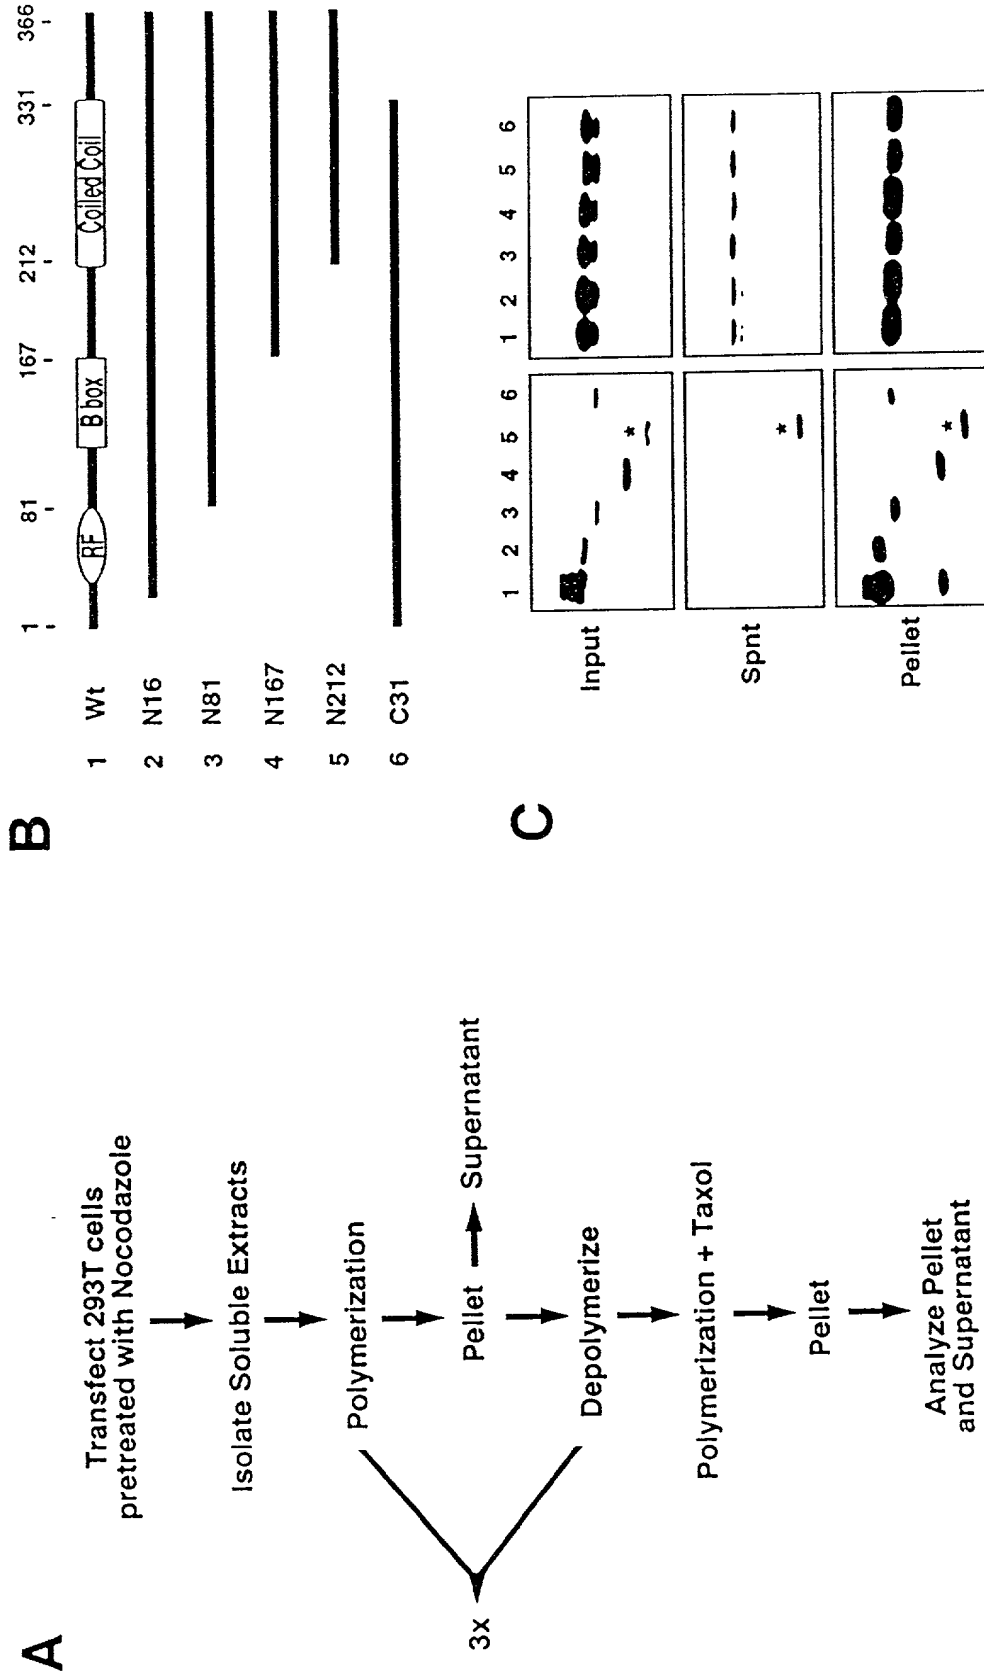 A
Transfect 293T cells
pretreated with Nocodazole
Isolate Soluble Extracts
Polymerization
Pellet
Supernatant
3x
Depolymerize
Polymerization + Taxol
Pellet
Analyze Pellet
and Supernatant
B
1 81 167 212 331 366
1 Wt RF B box Coiled Coil
2 N16
3 N81
4 N167
5 N212
6 C31
C
1 2 3 4 5 6 1 2 3 4 5 6
Input *
Spnt *
Pellet *